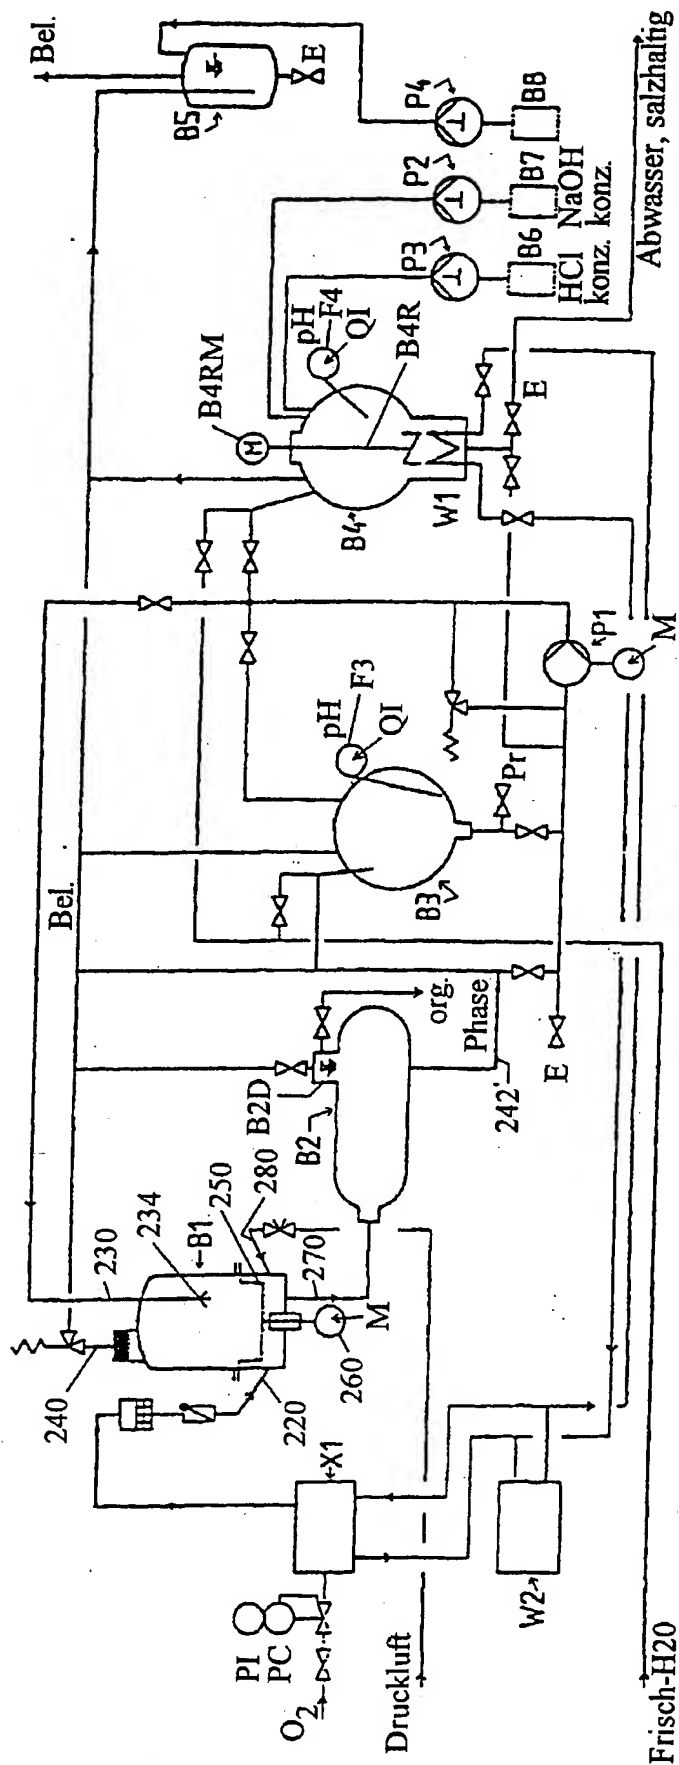 240
230
Bel.
Bel.
234
B5
E
←B1
250
280
B2D
B2
PI
PC
O2
220
270
←X1
260
M
org.
Phase
242'
pH
F3
QI
B3
Pr
B4RM
M
pH
F4
QI
B4R
B4
W1
P3
P2
P4
B6
B7
B8
HCl
konz.
NaOH
konz.
Druckluft
W2
E
E
P1
M
Abwasser, salzhaltig
Frisch-H20